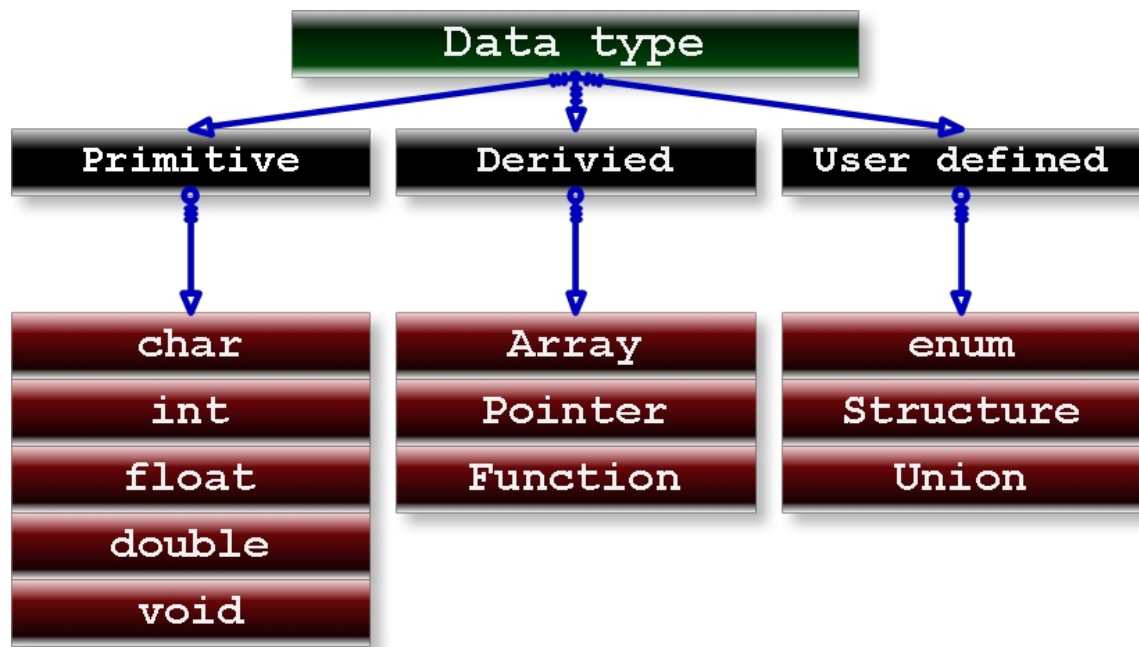 Data type
Primitive
Derivied
User defined
char
int
float
double
void
Array
Pointer
Function
enum
Structure
Union